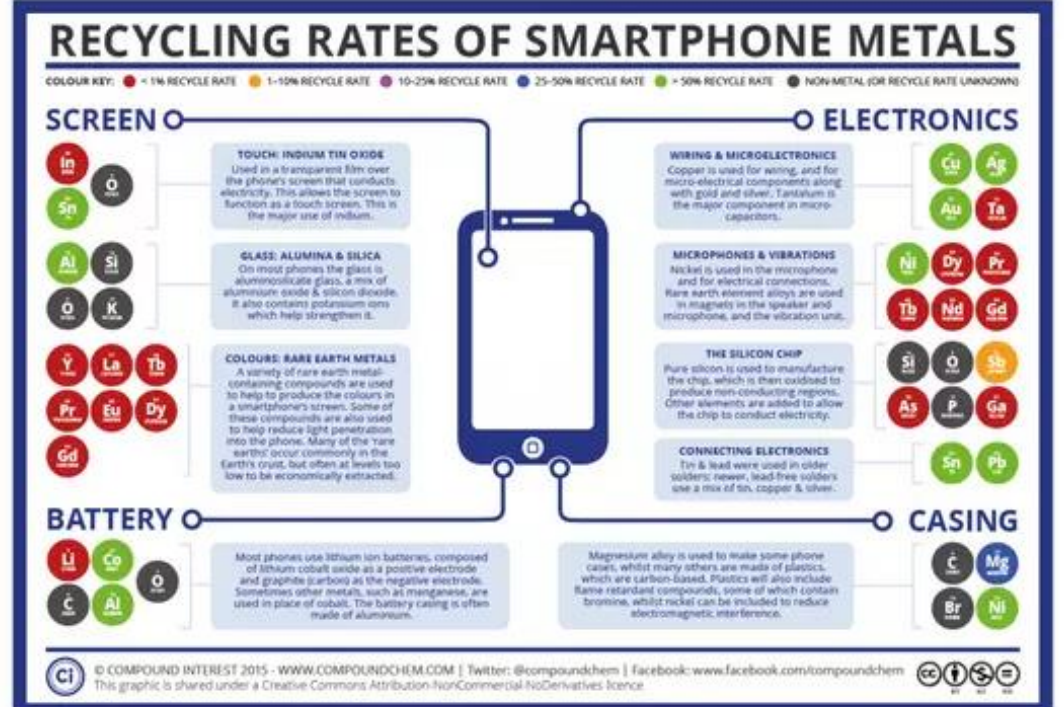 RECYCLING RATES OF SMARTPHONE METALS
COLOUR KEY: < 1% RECYCLE RATE 1–10% RECYCLE RATE 10–25% RECYCLE RATE 25–50% RECYCLE RATE > 50% RECYCLE RATE NON-METAL (OR RECYCLE RATE UNKNOWN)
SCREEN
In
O
Sn
TOUCH: INDIUM TIN OXIDE
Used in a transparent film over
the phone's screen that conducts
electricity. This allows the screen to
function as a touch screen. This is
the major use of indium.
Al Si
O K
GLASS: ALUMINA & SILICA
On most phones the glass is
aluminosilicate glass, a mix of
aluminium oxide & silicon dioxide.
It also contains potassium ions
which help strengthen it.
Y La Tb
Pr Eu Dy
Gd
COLOURS: RARE EARTH METALS
A variety of rare earth metal-
containing compounds are used
to help to produce the colours in
a smartphone's screen. Some of
these compounds are also used
to help reduce light penetration
into the phone. Many of the 'rare
earths' occur commonly in the
Earth's crust, but often at levels too
low to be economically extracted.
ELECTRONICS
WIRING & MICROELECTRONICS
Copper is used for wiring, and for
micro-electrical components along
with gold and silver. Tantalum is
the major component in micro-
capacitors.
Cu Ag
Au Ta
MICROPHONES & VIBRATIONS
Nickel is used in the microphone
and for electrical connections.
Rare earth element alloys are used
in magnets in the speaker and
microphone, and the vibration unit.
Ni Dy Pr
Tb Nd Gd
THE SILICON CHIP
Pure silicon is used to manufacture
the chip, which is then oxidised to
produce non-conducting regions.
Other elements are added to allow
the chip to conduct electricity.
Si O Sb
As P Ga
CONNECTING ELECTRONICS
Tin & lead were used in older
solders; newer, lead-free solders
use a mix of tin, copper & silver.
Sn Pb
BATTERY
Li Co
O
C Al
Most phones use lithium ion batteries, composed
of lithium cobalt oxide as a positive electrode
and graphite (carbon) as the negative electrode.
Sometimes other metals, such as manganese, are
used in place of cobalt. The battery casing is often
made of aluminium.
CASING
Magnesium alloy is used to make some phone
cases, whilst many others are made of plastics,
which are carbon-based. Plastics will also include
flame retardant compounds, some of which contain
bromine, whilst nickel can be included to reduce
electromagnetic interference.
C Mg
Br Ni
Ci
© COMPOUND INTEREST 2015 - WWW.COMPOUNDCHEM.COM | Twitter: @compoundchem | Facebook: www.facebook.com/compoundchem
This graphic is shared under a Creative Commons Attribution-NonCommercial-NoDerivatives licence
cc
BY NC ND